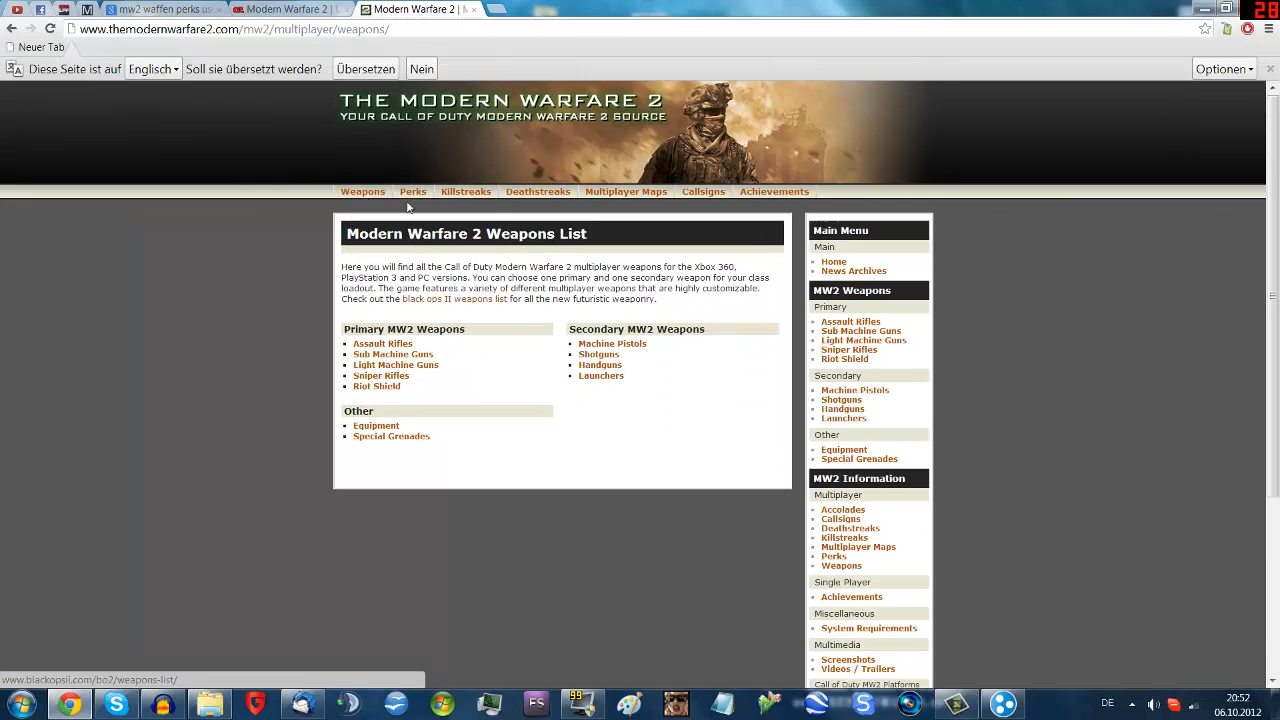 mw2 waffen perks us
Modern Warfare 2 | L
Modern Warfare 2 | M
28
www.themodernwarfare2.com/mw2/multiplayer/weapons/
Neuer Tab
Diese Seite ist auf Englisch Soll sie übersetzt werden? Übersetzen Nein Optionen
THE MODERN WARFARE 2
YOUR CALL OF DUTY MODERN WARFARE 2 SOURCE
Weapons Perks Killstreaks Deathstreaks Multiplayer Maps Callsigns Achievements
Modern Warfare 2 Weapons List
Here you will find all the Call of Duty Modern Warfare 2 multiplayer weapons for the Xbox 360,
PlayStation 3 and PC versions. You can choose one primary and one secondary weapon for your class
loadout. The game features a variety of different multiplayer weapons that are highly customizable.
Check out the black ops II weapons list for all the new futuristic weaponry.
Primary MW2 Weapons
Assault Rifles
Sub Machine Guns
Light Machine Guns
Sniper Rifles
Riot Shield
Secondary MW2 Weapons
Machine Pistols
Shotguns
Handguns
Launchers
Other
Equipment
Special Grenades
Main Menu
Main
Home
News Archives
MW2 Weapons
Primary
Assault Rifles
Sub Machine Guns
Light Machine Guns
Sniper Rifles
Riot Shield
Secondary
Machine Pistols
Shotguns
Handguns
Launchers
Other
Equipment
Special Grenades
MW2 Information
Multiplayer
Accolades
Callsigns
Deathstreaks
Killstreaks
Multiplayer Maps
Perks
Weapons
Single Player
Achievements
Miscellaneous
System Requirements
Multimedia
Screenshots
Videos / Trailers
Call of Duty MW2 Platforms
www.blackopsii.com/bo2/weapons-list/
99
FS
DE
20:52
06.10.2012